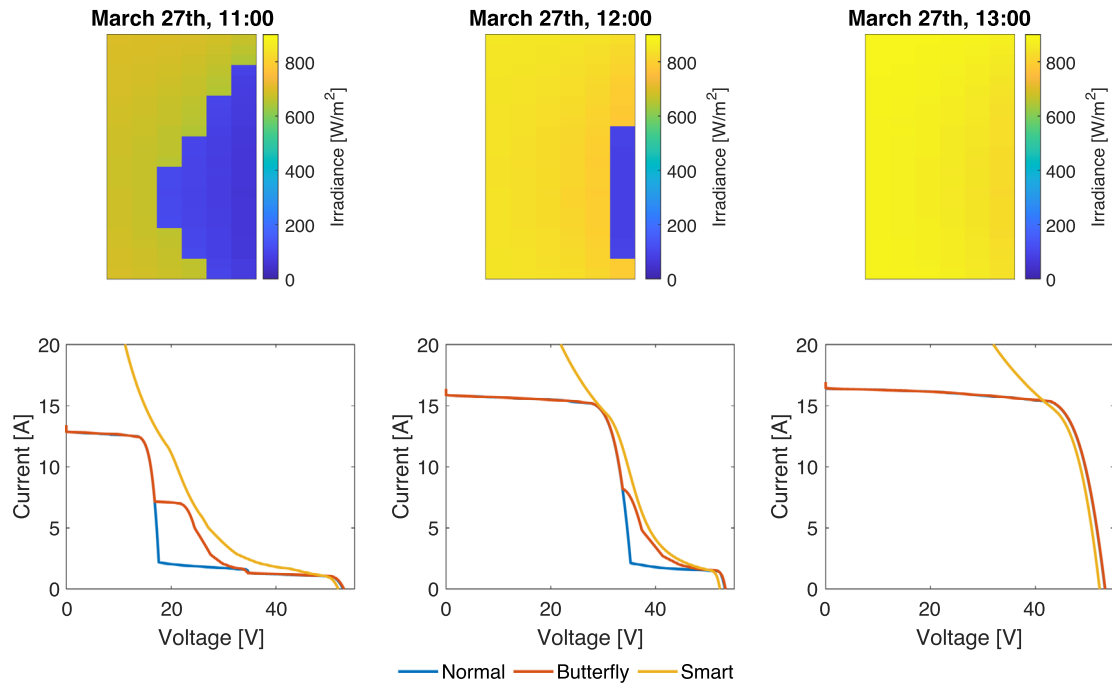 March 27th, 11:00
March 27th, 12:00
March 27th, 13:00
800
600
400
200
0
Irradiance [W/m²]
800
600
400
200
0
Irradiance [W/m²]
800
600
400
200
0
Irradiance [W/m²]
20
15
10
5
0
Current [A]
0 20 40
Voltage [V]
20
15
10
5
0
Current [A]
0 20 40
Voltage [V]
20
15
10
5
0
Current [A]
0 20 40
Voltage [V]
Normal Butterfly Smart